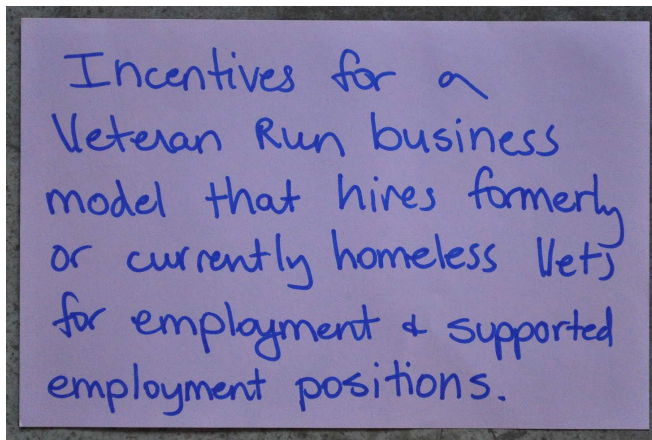 Incentives for a
Veteran Run business
model that hires formerly
or currently homeless Vets
for employment & supported
employment positions.